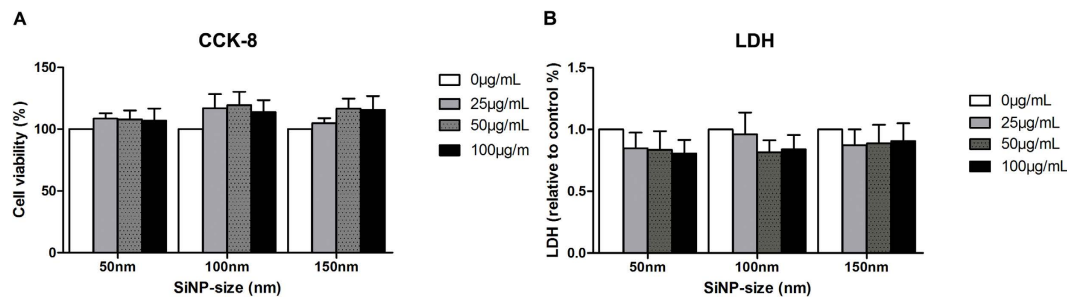 A
CCK-8
150
100
50
0
Cell viability (%)
50nm
100nm
150nm
SiNP-size (nm)
0µg/mL
25µg/mL
50µg/mL
100µg/m
B
LDH
1.5
1.0
0.5
0.0
LDH (relative to control %)
50nm
100nm
150nm
SiNP-size (nm)
0µg/mL
25µg/mL
50µg/mL
100µg/mL